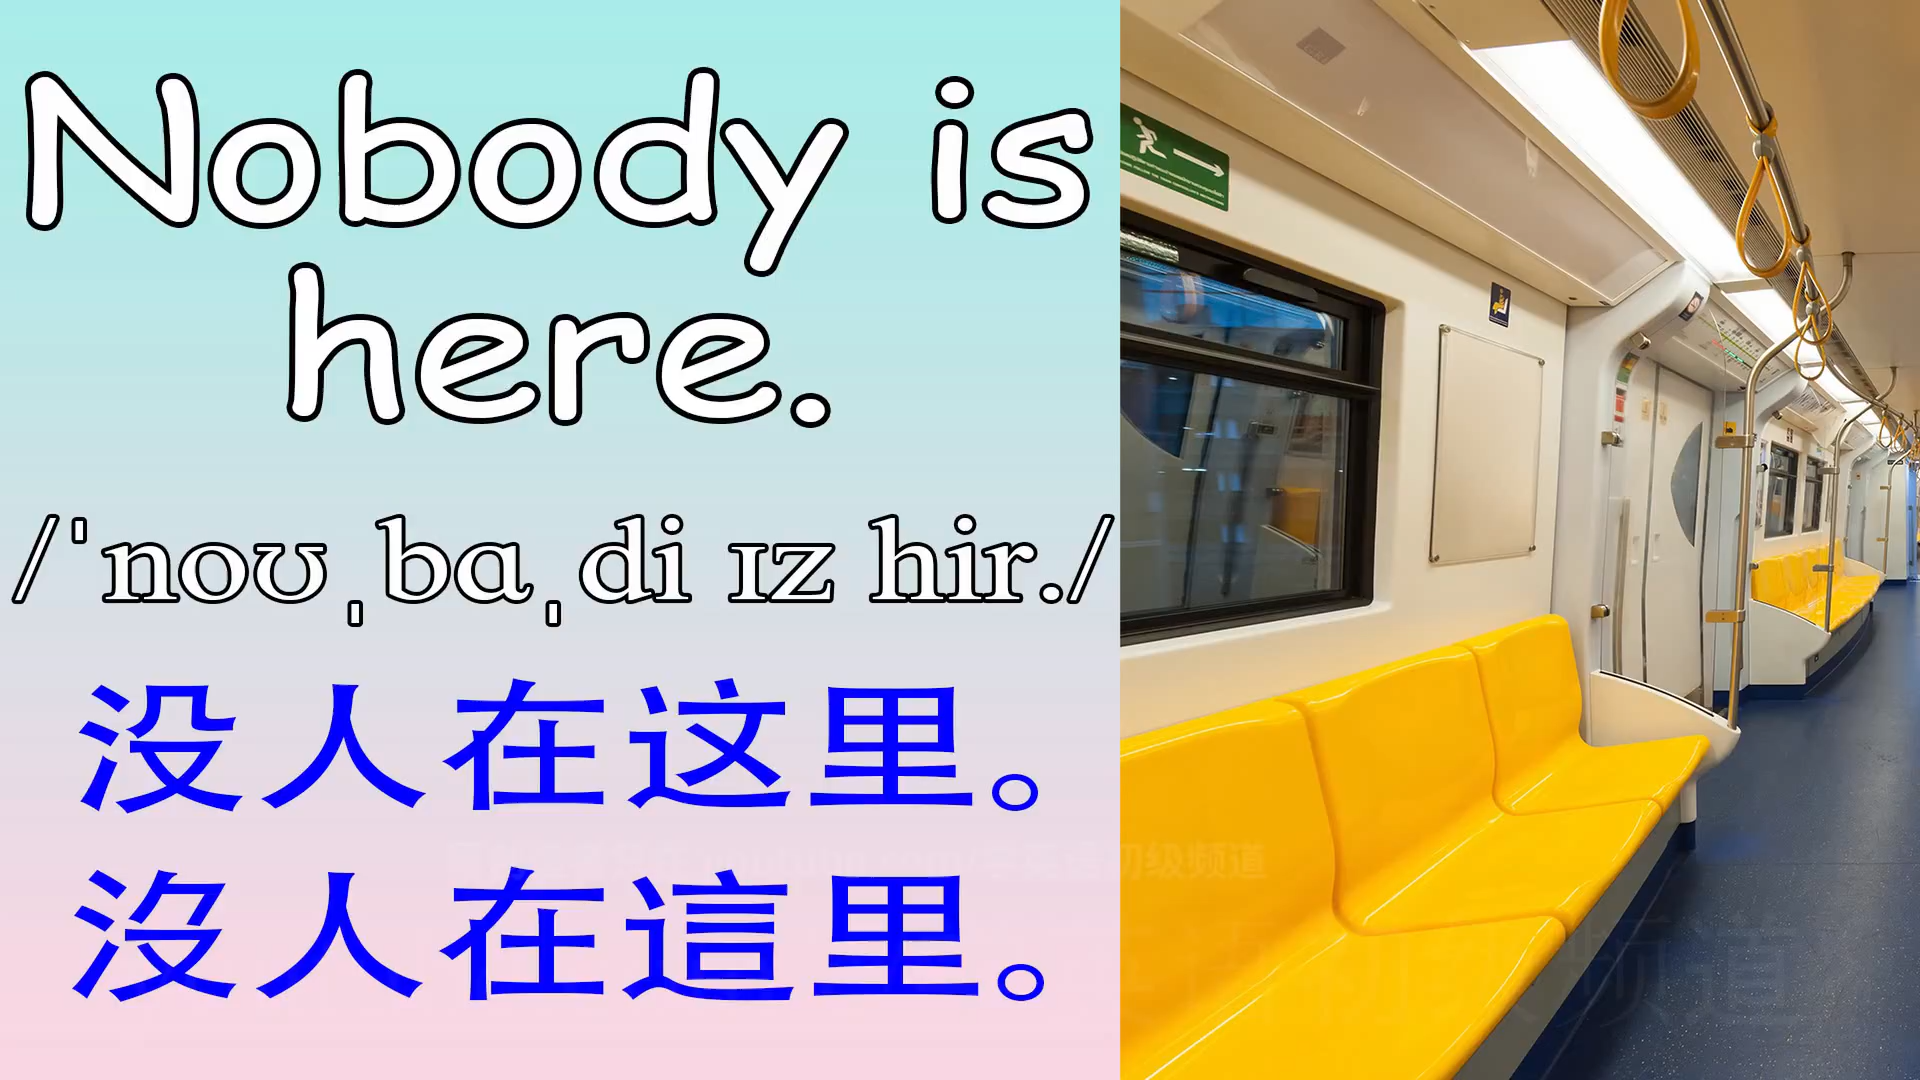 Nobody is
here.
/ˈnoʊˌbɑˌdi ɪz hir./
没人在这里。
沒人在這里。